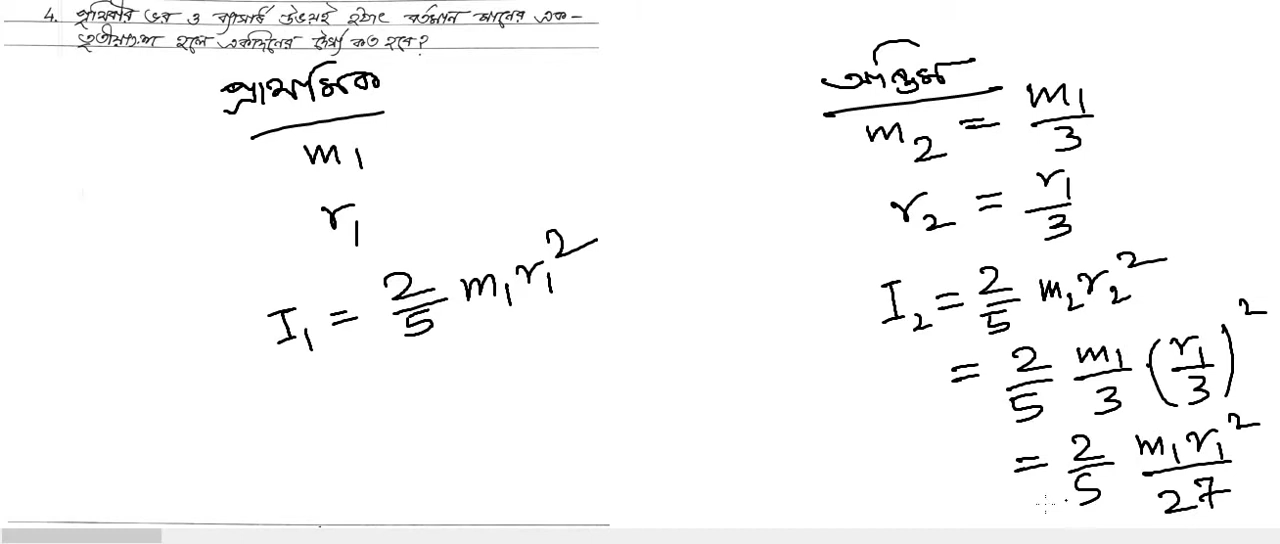 4. পৃথিবীর ভর ও ব্যাসার্ধ উভয়ই হঠাৎ বর্তমান মানের এক-
তৃতীয়াংশ হলে একদিনের দৈর্ঘ্য কত হবে?
প্রাথমিক
m₁
r₁
I₁ = 2/5 m₁r₁²
অন্তিম
m₂ = m₁/3
r₂ = r₁/3
I₂ = 2/5 m₂r₂²
= 2/5 m₁/3 (r₁/3)²
= 2/5 m₁r₁²/27